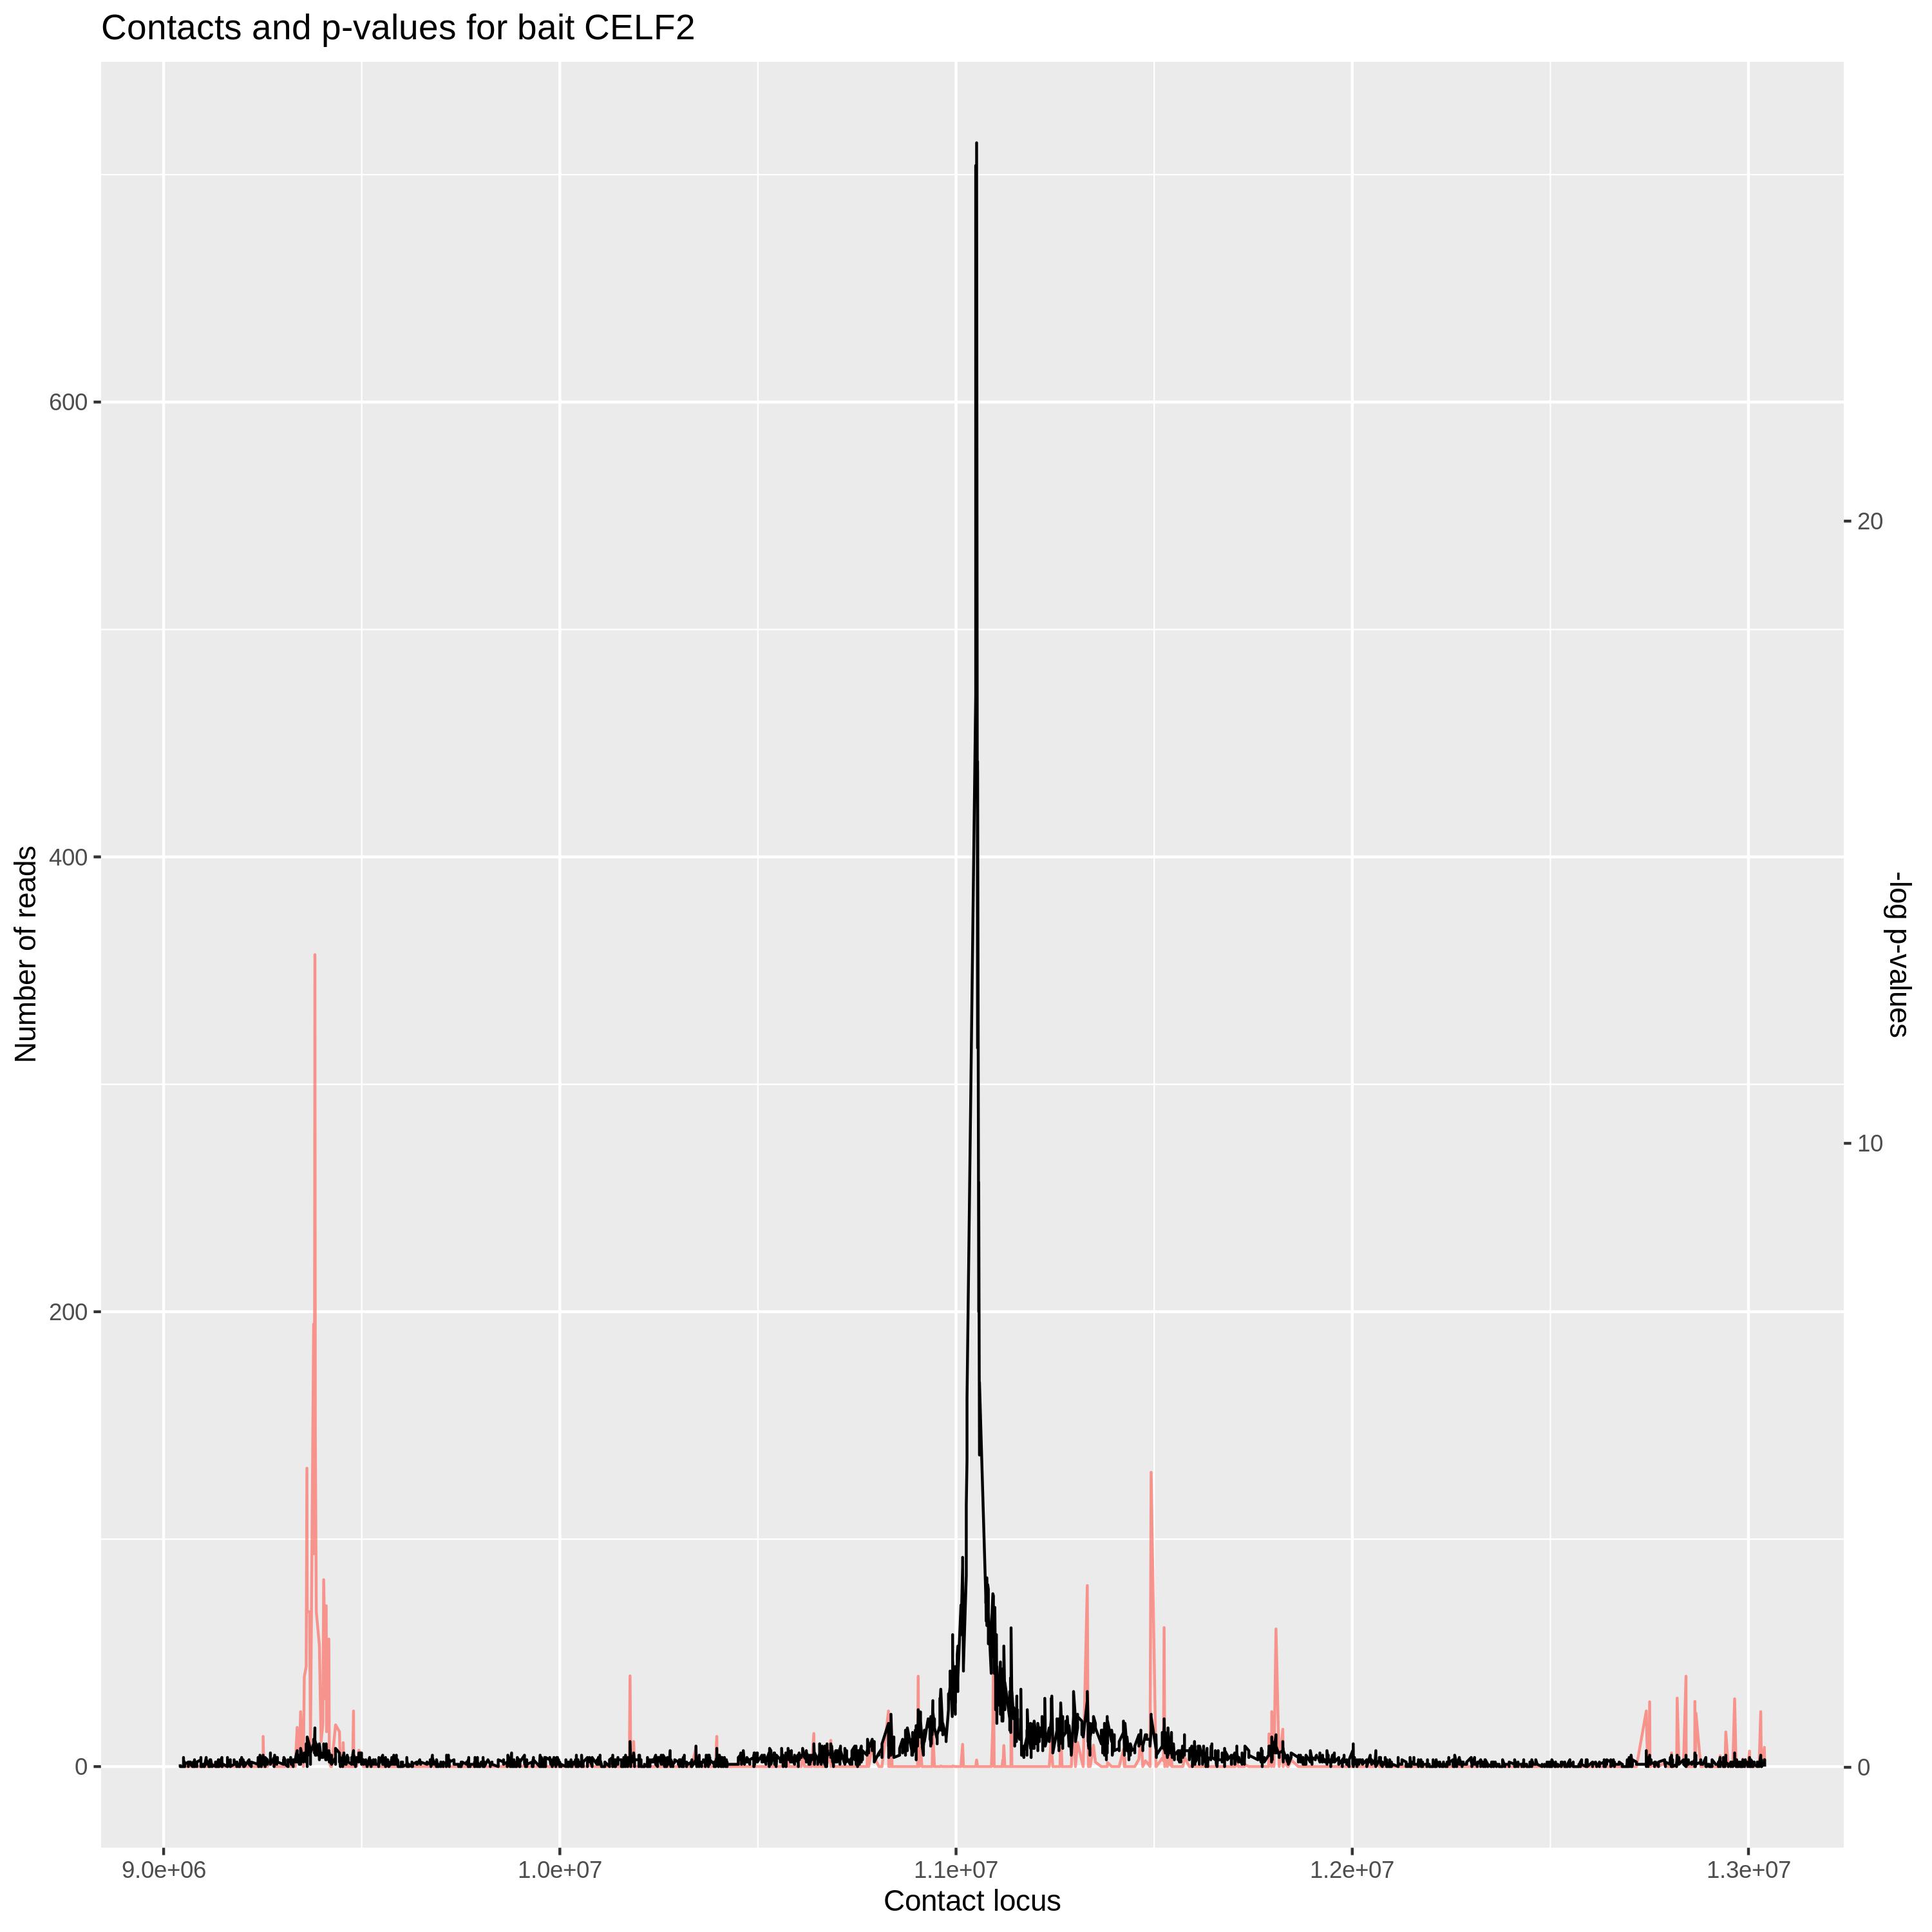 Contacts and p-values for bait CELF2
Number of reads
600
400
200
0
20
10
0
-log p-values
9.0e+06
1.0e+07
1.1e+07
1.2e+07
1.3e+07
Contact locus